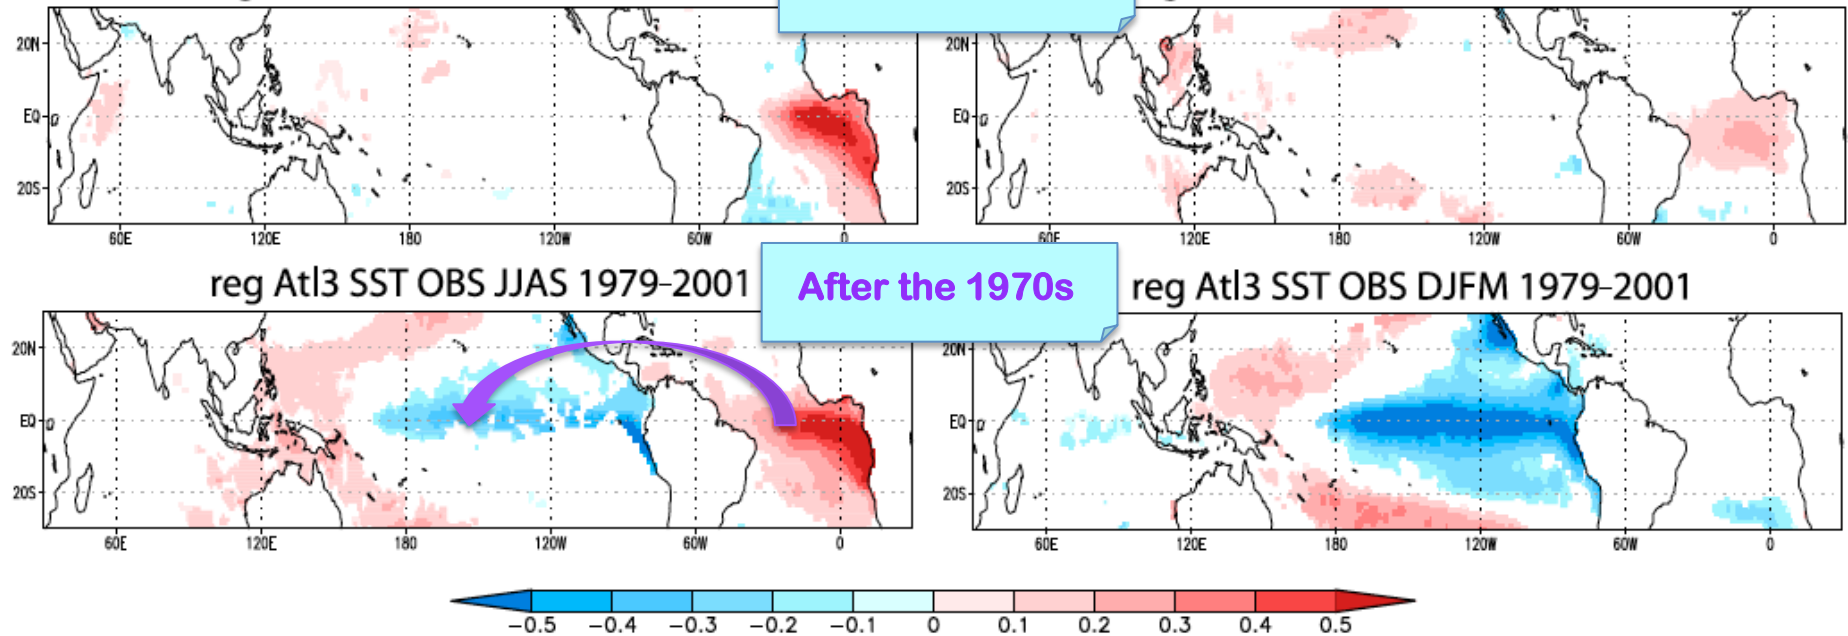 20N
EQ
20S
60E 120E 180 120W 60W 0
20N
EQ
20S
60E 120E 180 120W 60W 0
After the 1970s
reg Atl3 SST OBS JJAS 1979-2001
20N
EQ
20S
60E 120E 180 120W 60W 0
reg Atl3 SST OBS DJFM 1979-2001
20N
EQ
20S
60E 120E 180 120W 60W 0
−0.5 −0.4 −0.3 −0.2 −0.1 0 0.1 0.2 0.3 0.4 0.5